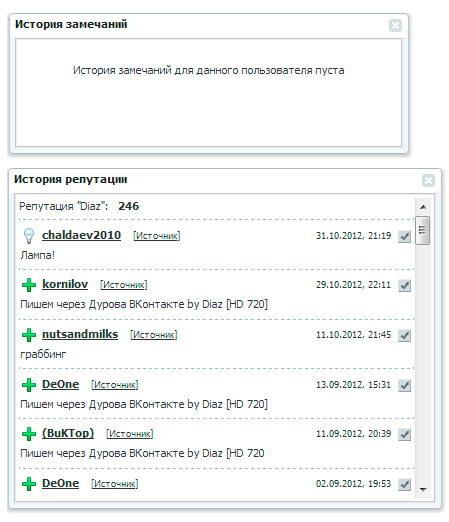 История замечаний
История замечаний для данного пользователя пуста
История репутации
Репутация "Diaz": 246
chaldaev2010 [Источник] 31.10.2012, 21:19
Лампа!
kornilov [Источник] 29.10.2012, 22:11
Пишем через Дурова ВКонтакте by Diaz [HD 720]
nutsandmilks [Источник] 11.10.2012, 21:45
граббинг
DeOne [Источник] 13.09.2012, 15:31
Пишем через Дурова ВКонтакте by Diaz [HD 720]
(BuKTop) [Источник] 11.09.2012, 20:39
Пишем через Дурова ВКонтакте by Diaz [HD 720
DeOne [Источник] 02.09.2012, 19:53